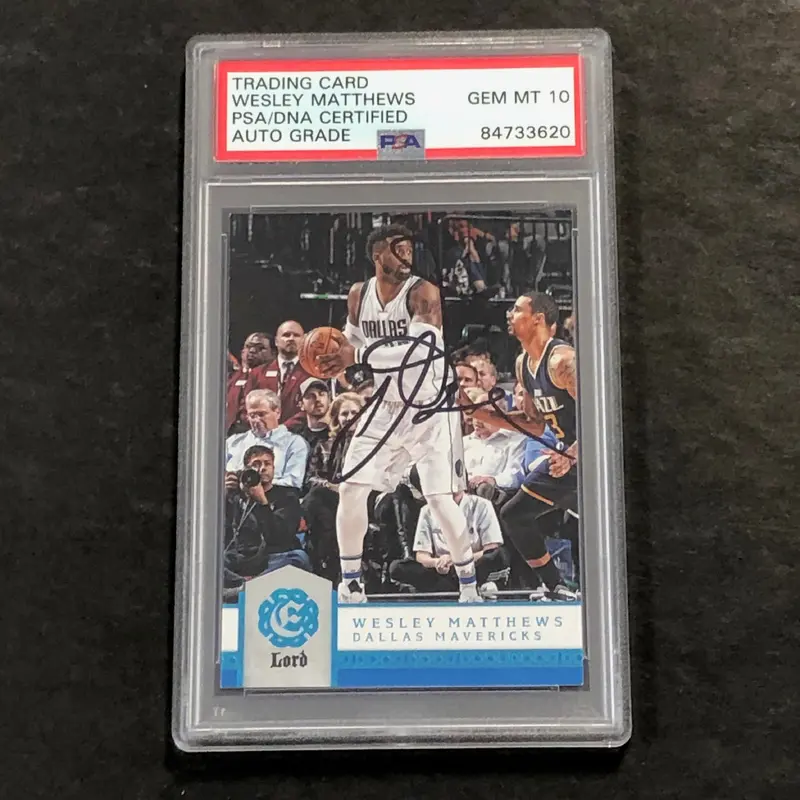 TRADING CARD
WESLEY MATTHEWS
PSA/DNA CERTIFIED
AUTO GRADE
GEM MT 10
84733620
PSA
DALLAS
3
WESLEY MATTHEWS
DALLAS MAVERICKS
Lord